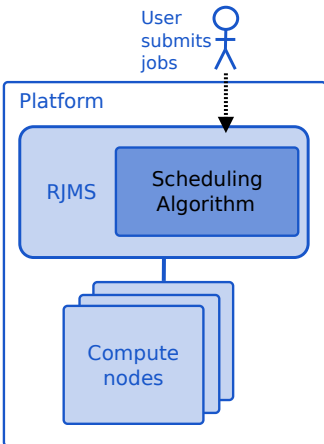 User
submits
jobs
Platform
RJMS
Scheduling
Algorithm
Compute
nodes